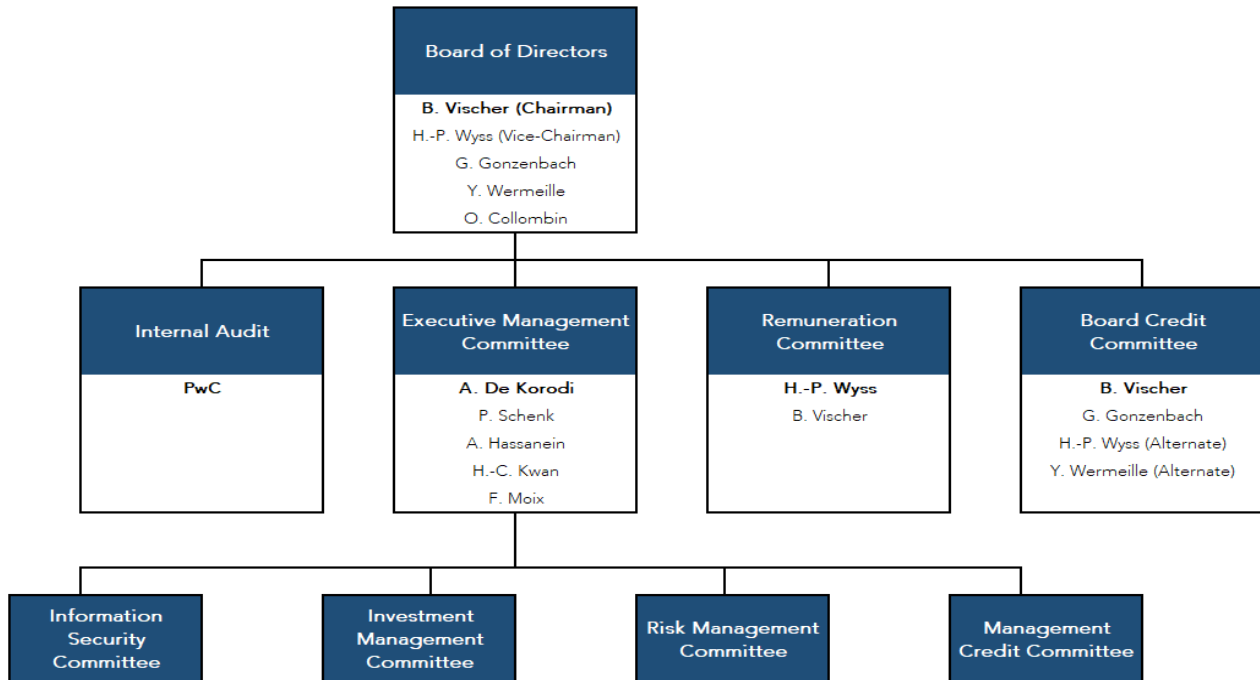 Board of Directors
B. Vischer (Chairman)
H.-P. Wyss (Vice-Chairman)
G. Gonzenbach
Y. Wermeille
O. Collombin
Internal Audit
PwC
Executive Management
Committee
A. De Korodi
P. Schenk
A. Hassanein
H.-C. Kwan
F. Moix
Remuneration
Committee
H.-P. Wyss
B. Vischer
Board Credit
Committee
B. Vischer
G. Gonzenbach
H.-P. Wyss (Alternate)
Y. Wermeille (Alternate)
Information
Security
Committee
Investment
Management
Committee
Risk Management
Committee
Management
Credit Committee